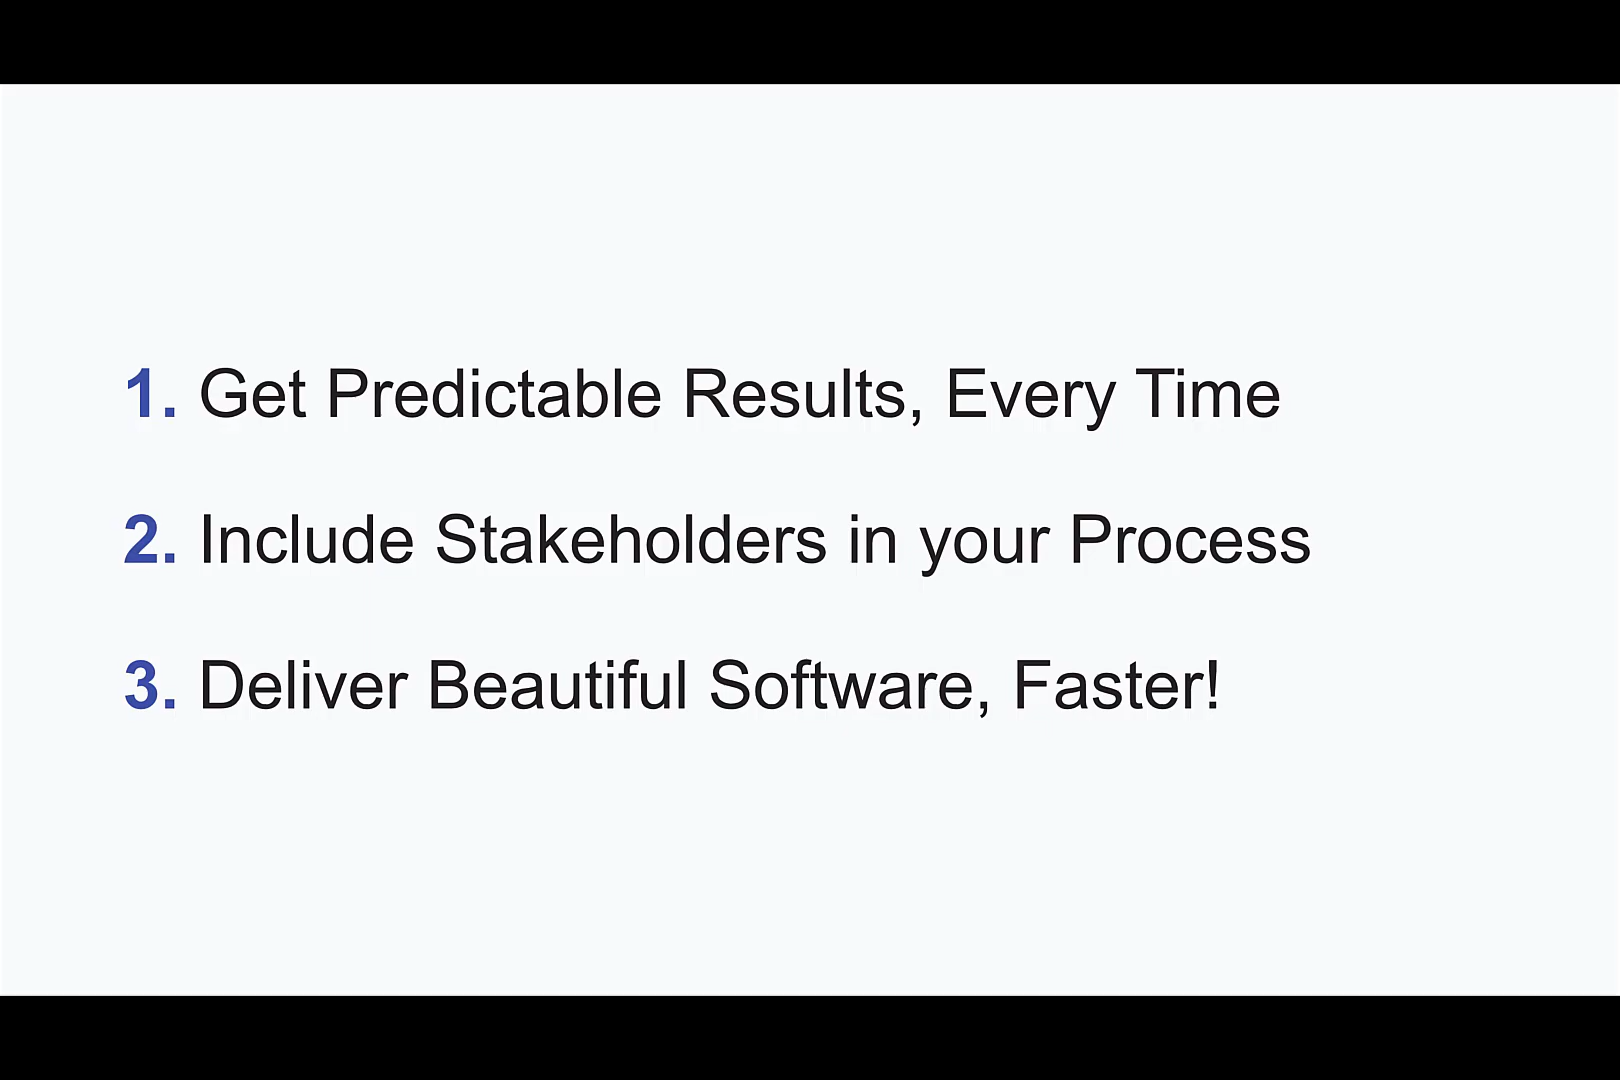 1. Get Predictable Results, Every Time
2. Include Stakeholders in your Process
3. Deliver Beautiful Software, Faster!